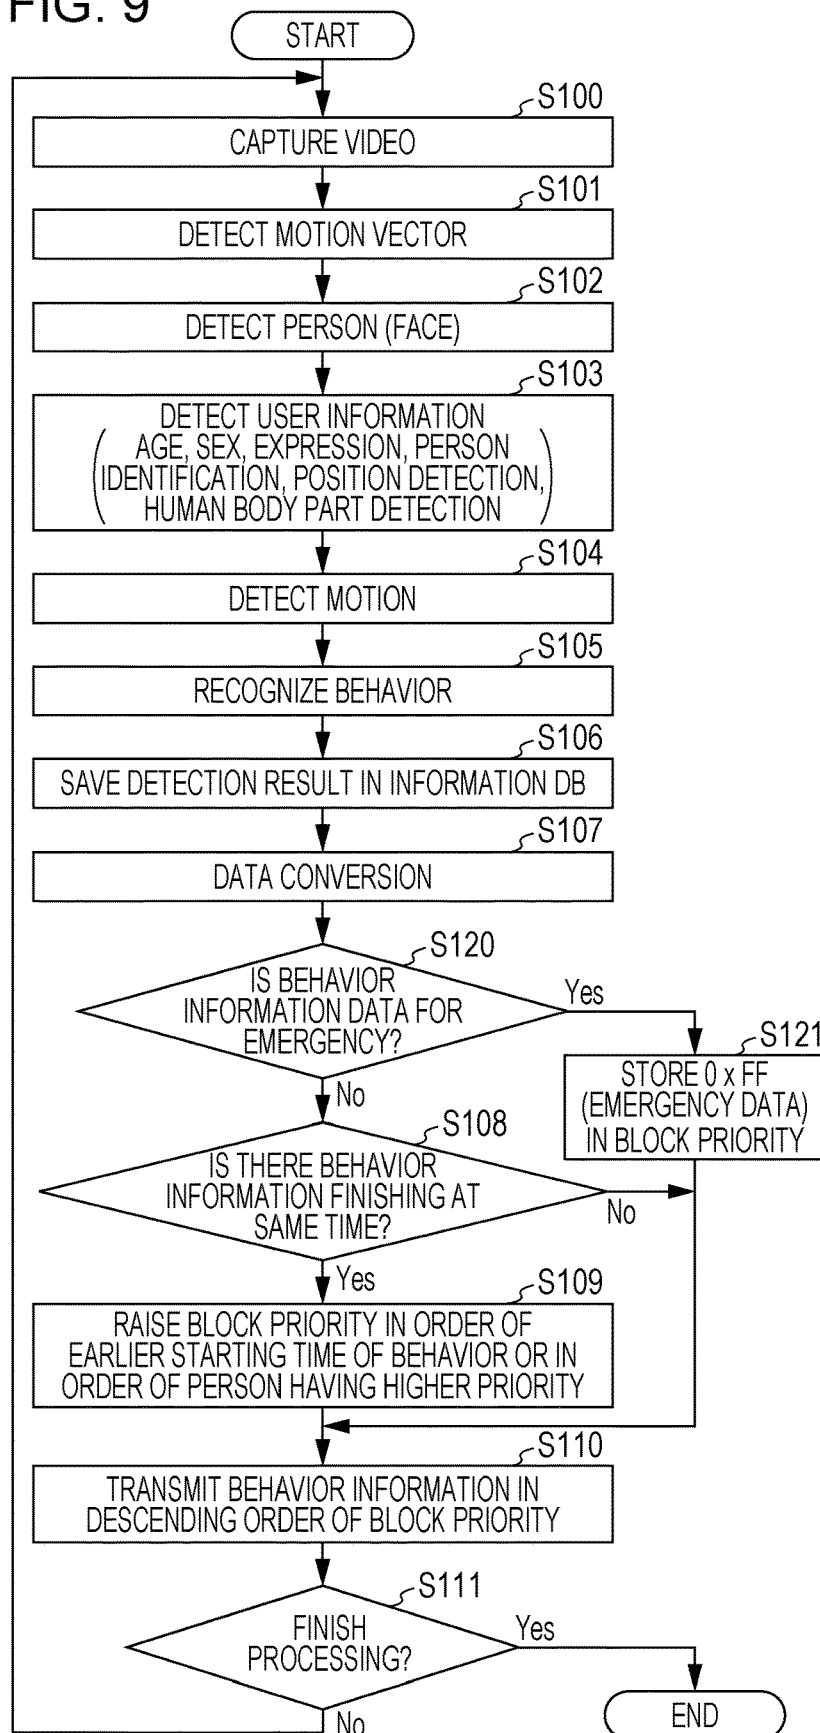 FIG. 9
START
S100
CAPTURE VIDEO
S101
DETECT MOTION VECTOR
S102
DETECT PERSON (FACE)
S103
DETECT USER INFORMATION
( AGE, SEX, EXPRESSION, PERSON
IDENTIFICATION, POSITION DETECTION,
HUMAN BODY PART DETECTION )
S104
DETECT MOTION
S105
RECOGNIZE BEHAVIOR
S106
SAVE DETECTION RESULT IN INFORMATION DB
S107
DATA CONVERSION
S120
IS BEHAVIOR
INFORMATION DATA FOR
EMERGENCY?
Yes
No
S121
STORE 0 x FF
(EMERGENCY DATA)
IN BLOCK PRIORITY
S108
IS THERE BEHAVIOR
INFORMATION FINISHING AT
SAME TIME?
No
Yes
S109
RAISE BLOCK PRIORITY IN ORDER OF
EARLIER STARTING TIME OF BEHAVIOR OR IN
ORDER OF PERSON HAVING HIGHER PRIORITY
S110
TRANSMIT BEHAVIOR INFORMATION IN
DESCENDING ORDER OF BLOCK PRIORITY
S111
FINISH
PROCESSING?
Yes
No
END